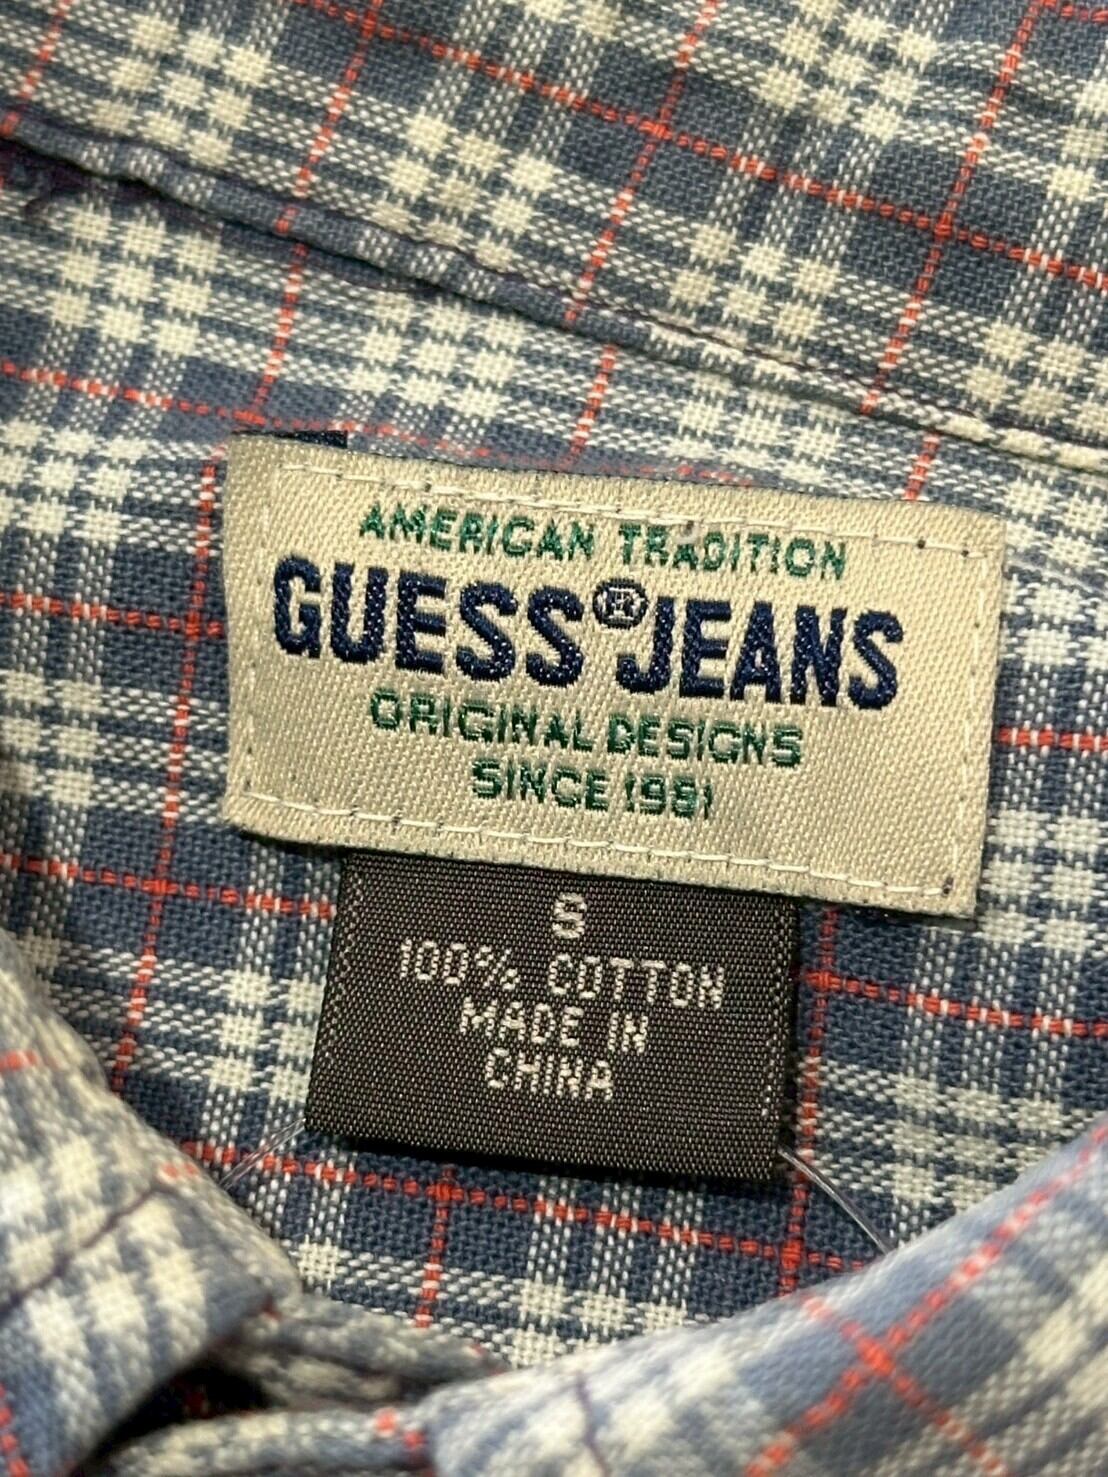 AMERICAN TRADITION
GUESS® JEANS
ORIGINAL DESIGNS
SINCE 1981
S
100% COTTON
MADE IN
CHINA